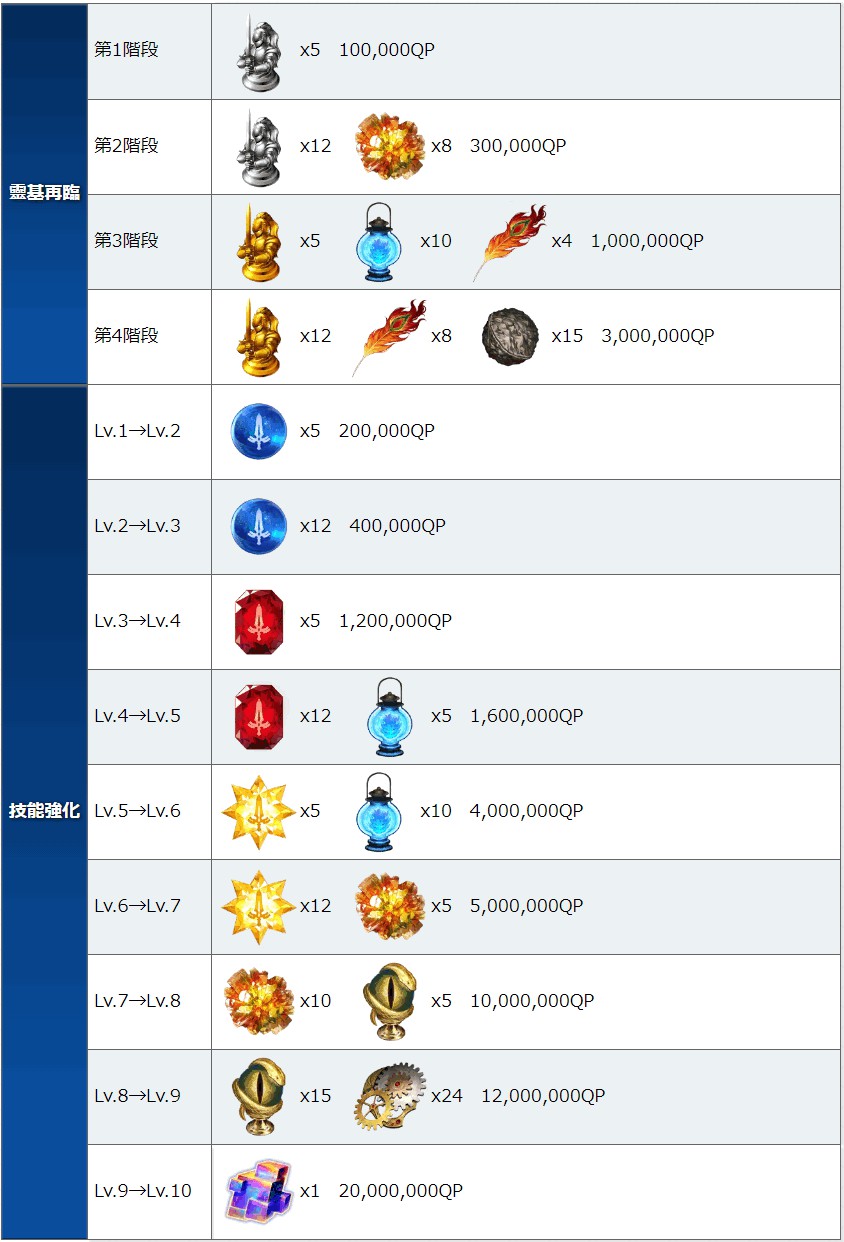 靈基再臨
第1階段 x5 100,000QP
第2階段 x12 x8 300,000QP
第3階段 x5 x10 x4 1,000,000QP
第4階段 x12 x8 x15 3,000,000QP
技能強化
Lv.1→Lv.2 x5 200,000QP
Lv.2→Lv.3 x12 400,000QP
Lv.3→Lv.4 x5 1,200,000QP
Lv.4→Lv.5 x12 x5 1,600,000QP
Lv.5→Lv.6 x5 x10 4,000,000QP
Lv.6→Lv.7 x12 x5 5,000,000QP
Lv.7→Lv.8 x10 x5 10,000,000QP
Lv.8→Lv.9 x15 x24 12,000,000QP
Lv.9→Lv.10 x1 20,000,000QP